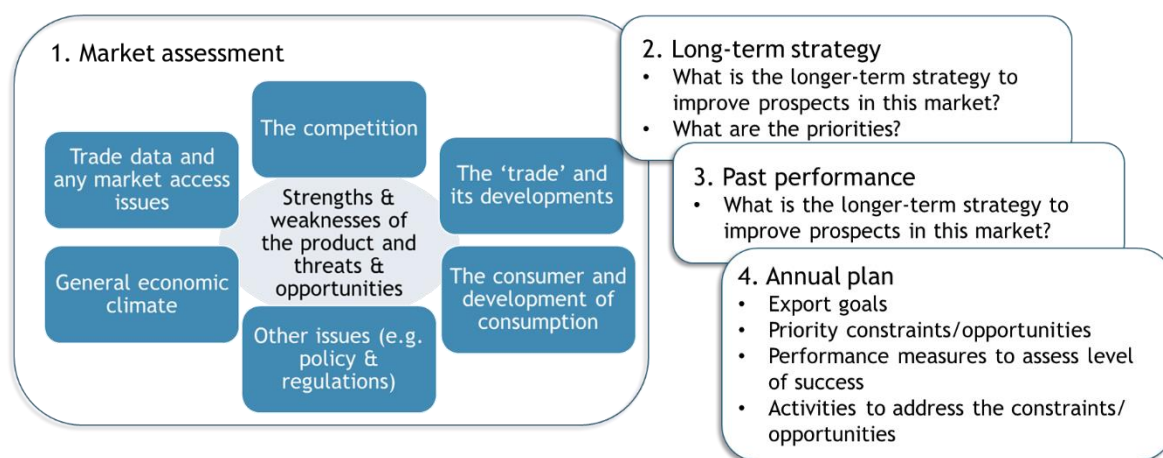 1. Market assessment
The competition
Trade data and
any market access
issues
The ‘trade’ and
its developments
Strengths &
weaknesses of
the product and
threats &
opportunities
General economic
climate
The consumer and
development of
consumption
Other issues (e.g.
policy &
regulations)
2. Long-term strategy
• What is the longer-term strategy to
improve prospects in this market?
• What are the priorities?
3. Past performance
• What is the longer-term strategy to
improve prospects in this market?
4. Annual plan
• Export goals
• Priority constraints/opportunities
• Performance measures to assess level
of success
• Activities to address the constraints/
opportunities